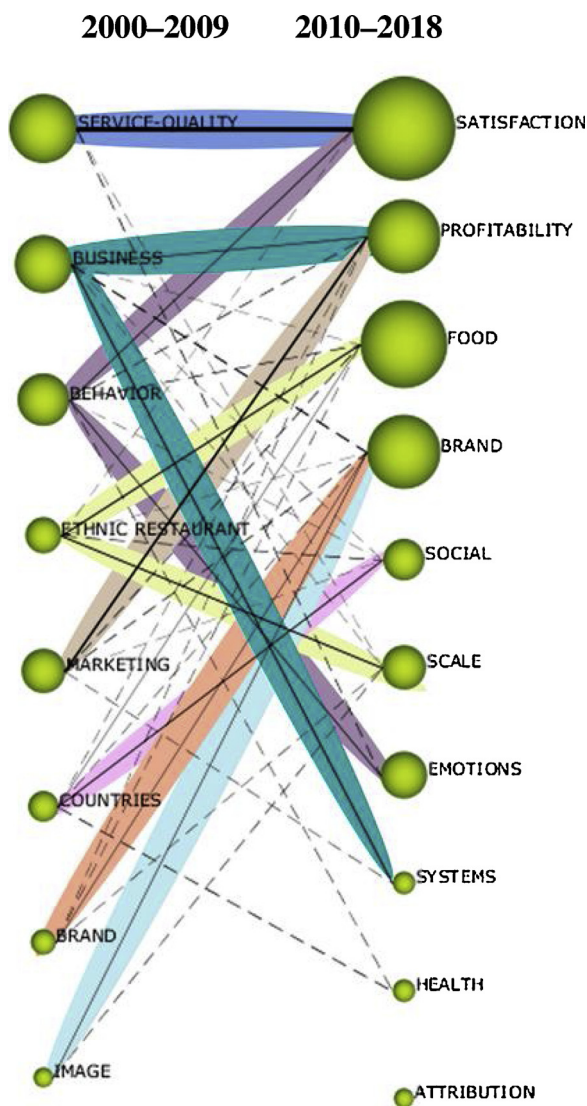 2000–2009 2010–2018
SERVICE-QUALITY SATISFACTION
BUSINESS PROFITABILITY
BEHAVIOR FOOD
ETHNIC RESTAURANT BRAND
MARKETING SOCIAL
COUNTRIES SCALE
BRAND EMOTIONS
IMAGE SYSTEMS
HEALTH
ATTRIBUTION